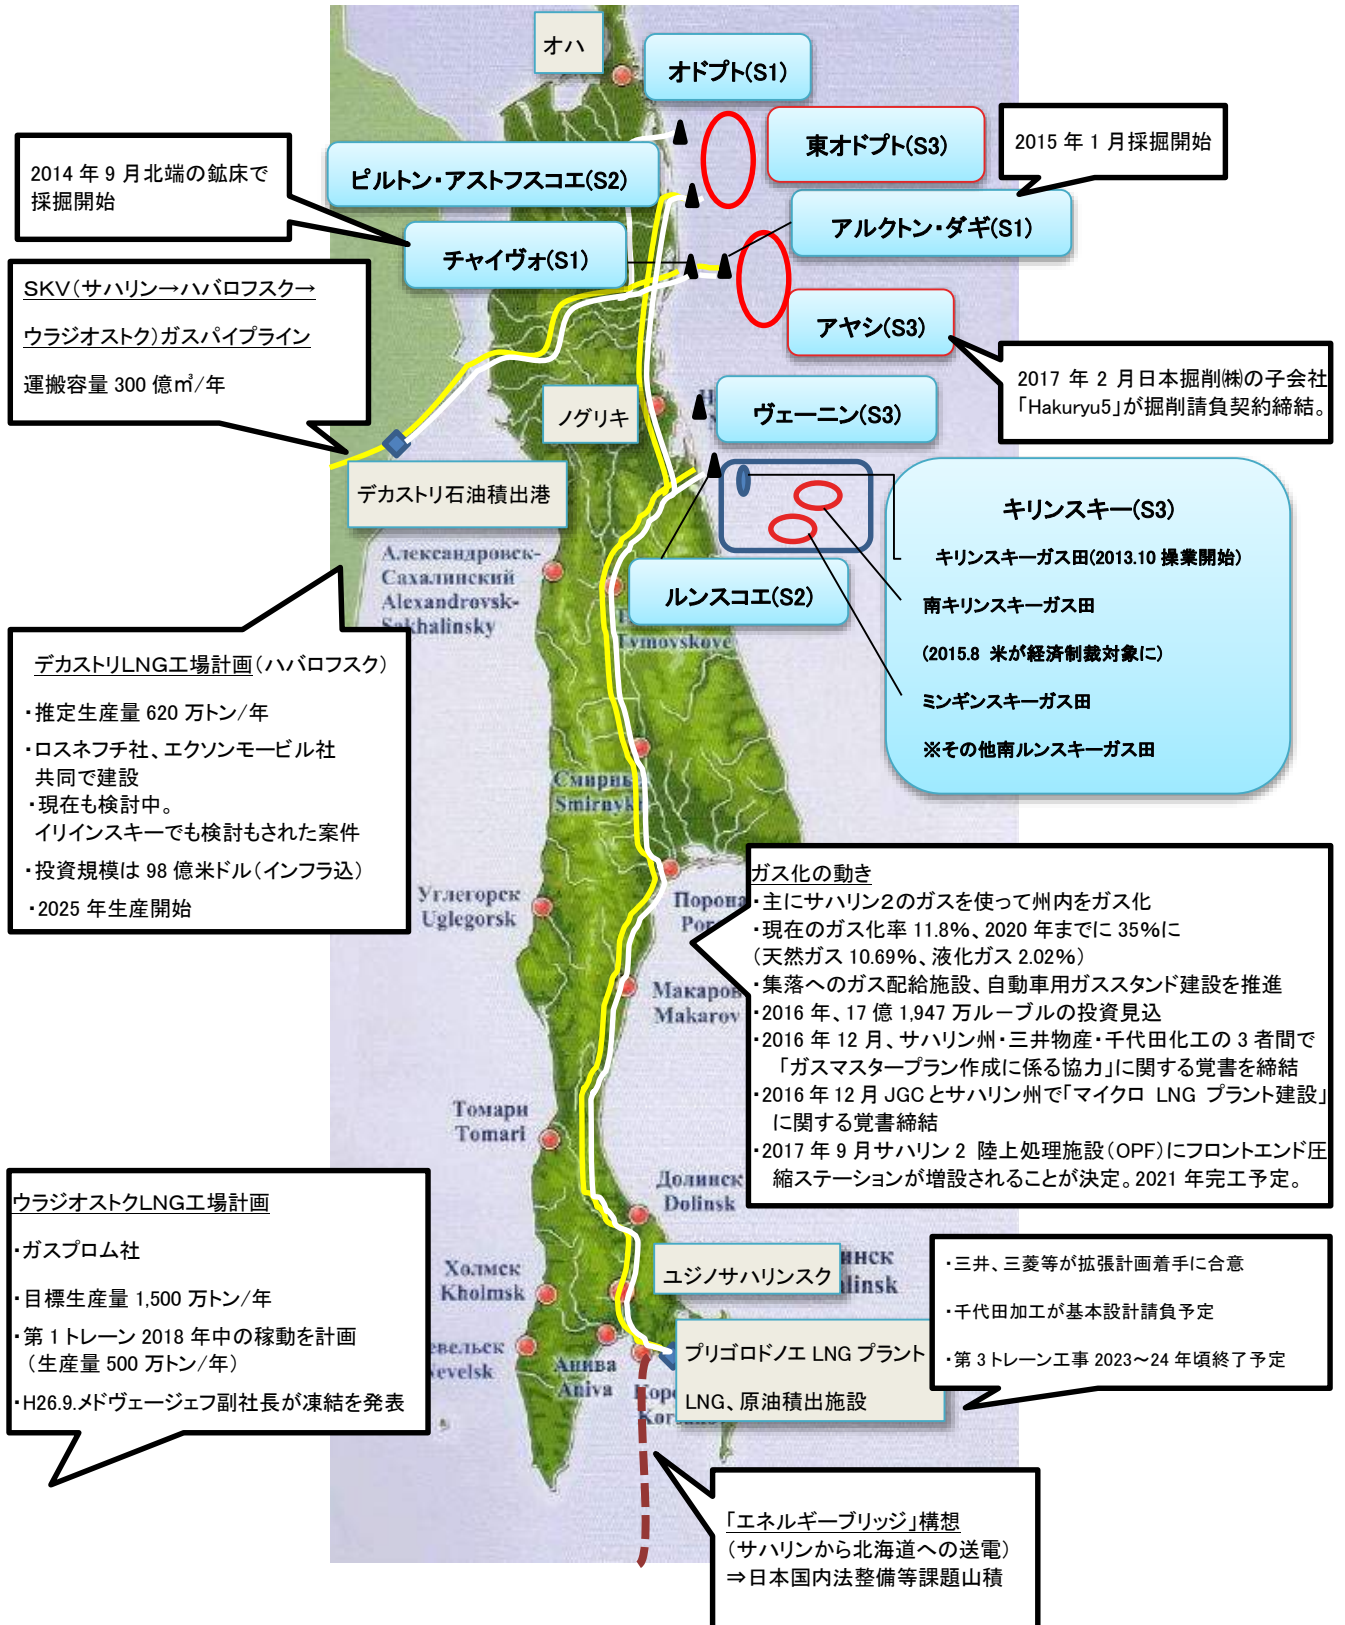 オハ
オドプト(S1)
東オドプト(S3)
2015 年 1 月採掘開始
2014 年 9 月北端の鉱床で
採掘開始
ピルトン・アストフスコエ(S2)
アルクトン・ダギ(S1)
チャイヴォ(S1)
SKV(サハリン→ハバロフスク→
ウラジオストク)ガスパイプライン
運搬容量 300 億㎥/年
アヤシ(S3)
2017 年 2 月日本掘削㈱の子会社
「Hakuryu5」が掘削請負契約締結。
ノグリキ
ヴェーニン(S3)
デカストリ石油積出港
キリンスキー(S3)
キリンスキーガス田(2013.10 操業開始)
南キリンスキーガス田
(2015.8 米が経済制裁対象に)
ミンギンスキーガス田
※その他南ルンスキーガス田
Александровск-
Сахалинский
Alexandrovsk-
Sakhalinsky
ルンスコエ(S2)
Tymovskoye
デカストリLNG工場計画(ハバロフスク)
・推定生産量 620 万トン/年
・ロスネフチ社、エクソンモービル社
共同で建設
・現在も検討中。
イリインスキーでも検討もされた案件
・投資規模は 98 億米ドル(インフラ込)
・2025 年生産開始
Смирны
Smirnyk
Углегорск
Uglegorsk
Порона
Por
ガス化の動き
・主にサハリン2のガスを使って州内をガス化
・現在のガス化率 11.8%、2020 年までに 35%に
(天然ガス 10.69%、液化ガス 2.02%)
・集落へのガス配給施設、自動車用ガススタンド建設を推進
・2016 年、17 億 1,947 万ルーブルの投資見込
・2016 年 12 月、サハリン州・三井物産・千代田化工の 3 者間で
「ガスマスタープラン作成に係る協力」に関する覚書を締結
・2016 年 12 月 JGC とサハリン州で「マイクロ LNG プラント建設」
に関する覚書締結
・2017 年 9 月サハリン 2 陸上処理施設(OPF)にフロントエンド圧
縮ステーションが増設されることが決定。2021 年完工予定。
Макаров
Makarov
Томари
Tomari
Долинск
Dolinsk
ウラジオストクLNG工場計画
・ガスプロム社
・目標生産量 1,500 万トン/年
・第 1 トレーン 2018 年中の稼動を計画
(生産量 500 万トン/年)
・H26.9.メドヴェージェフ副社長が凍結を発表
Холмск
Kholmsk
ユジノサハリンスク
инск
linsk
・三井、三菱等が拡張計画着手に合意
・千代田加工が基本設計請負予定
・第 3 トレーン工事 2023~24 年頃終了予定
евельск
evelsk
Анива
Aniva
Кор
Kor
プリゴロドノエ LNG プラント
LNG、原油積出施設
「エネルギーブリッジ」構想
(サハリンから北海道への送電)
⇒日本国内法整備等課題山積